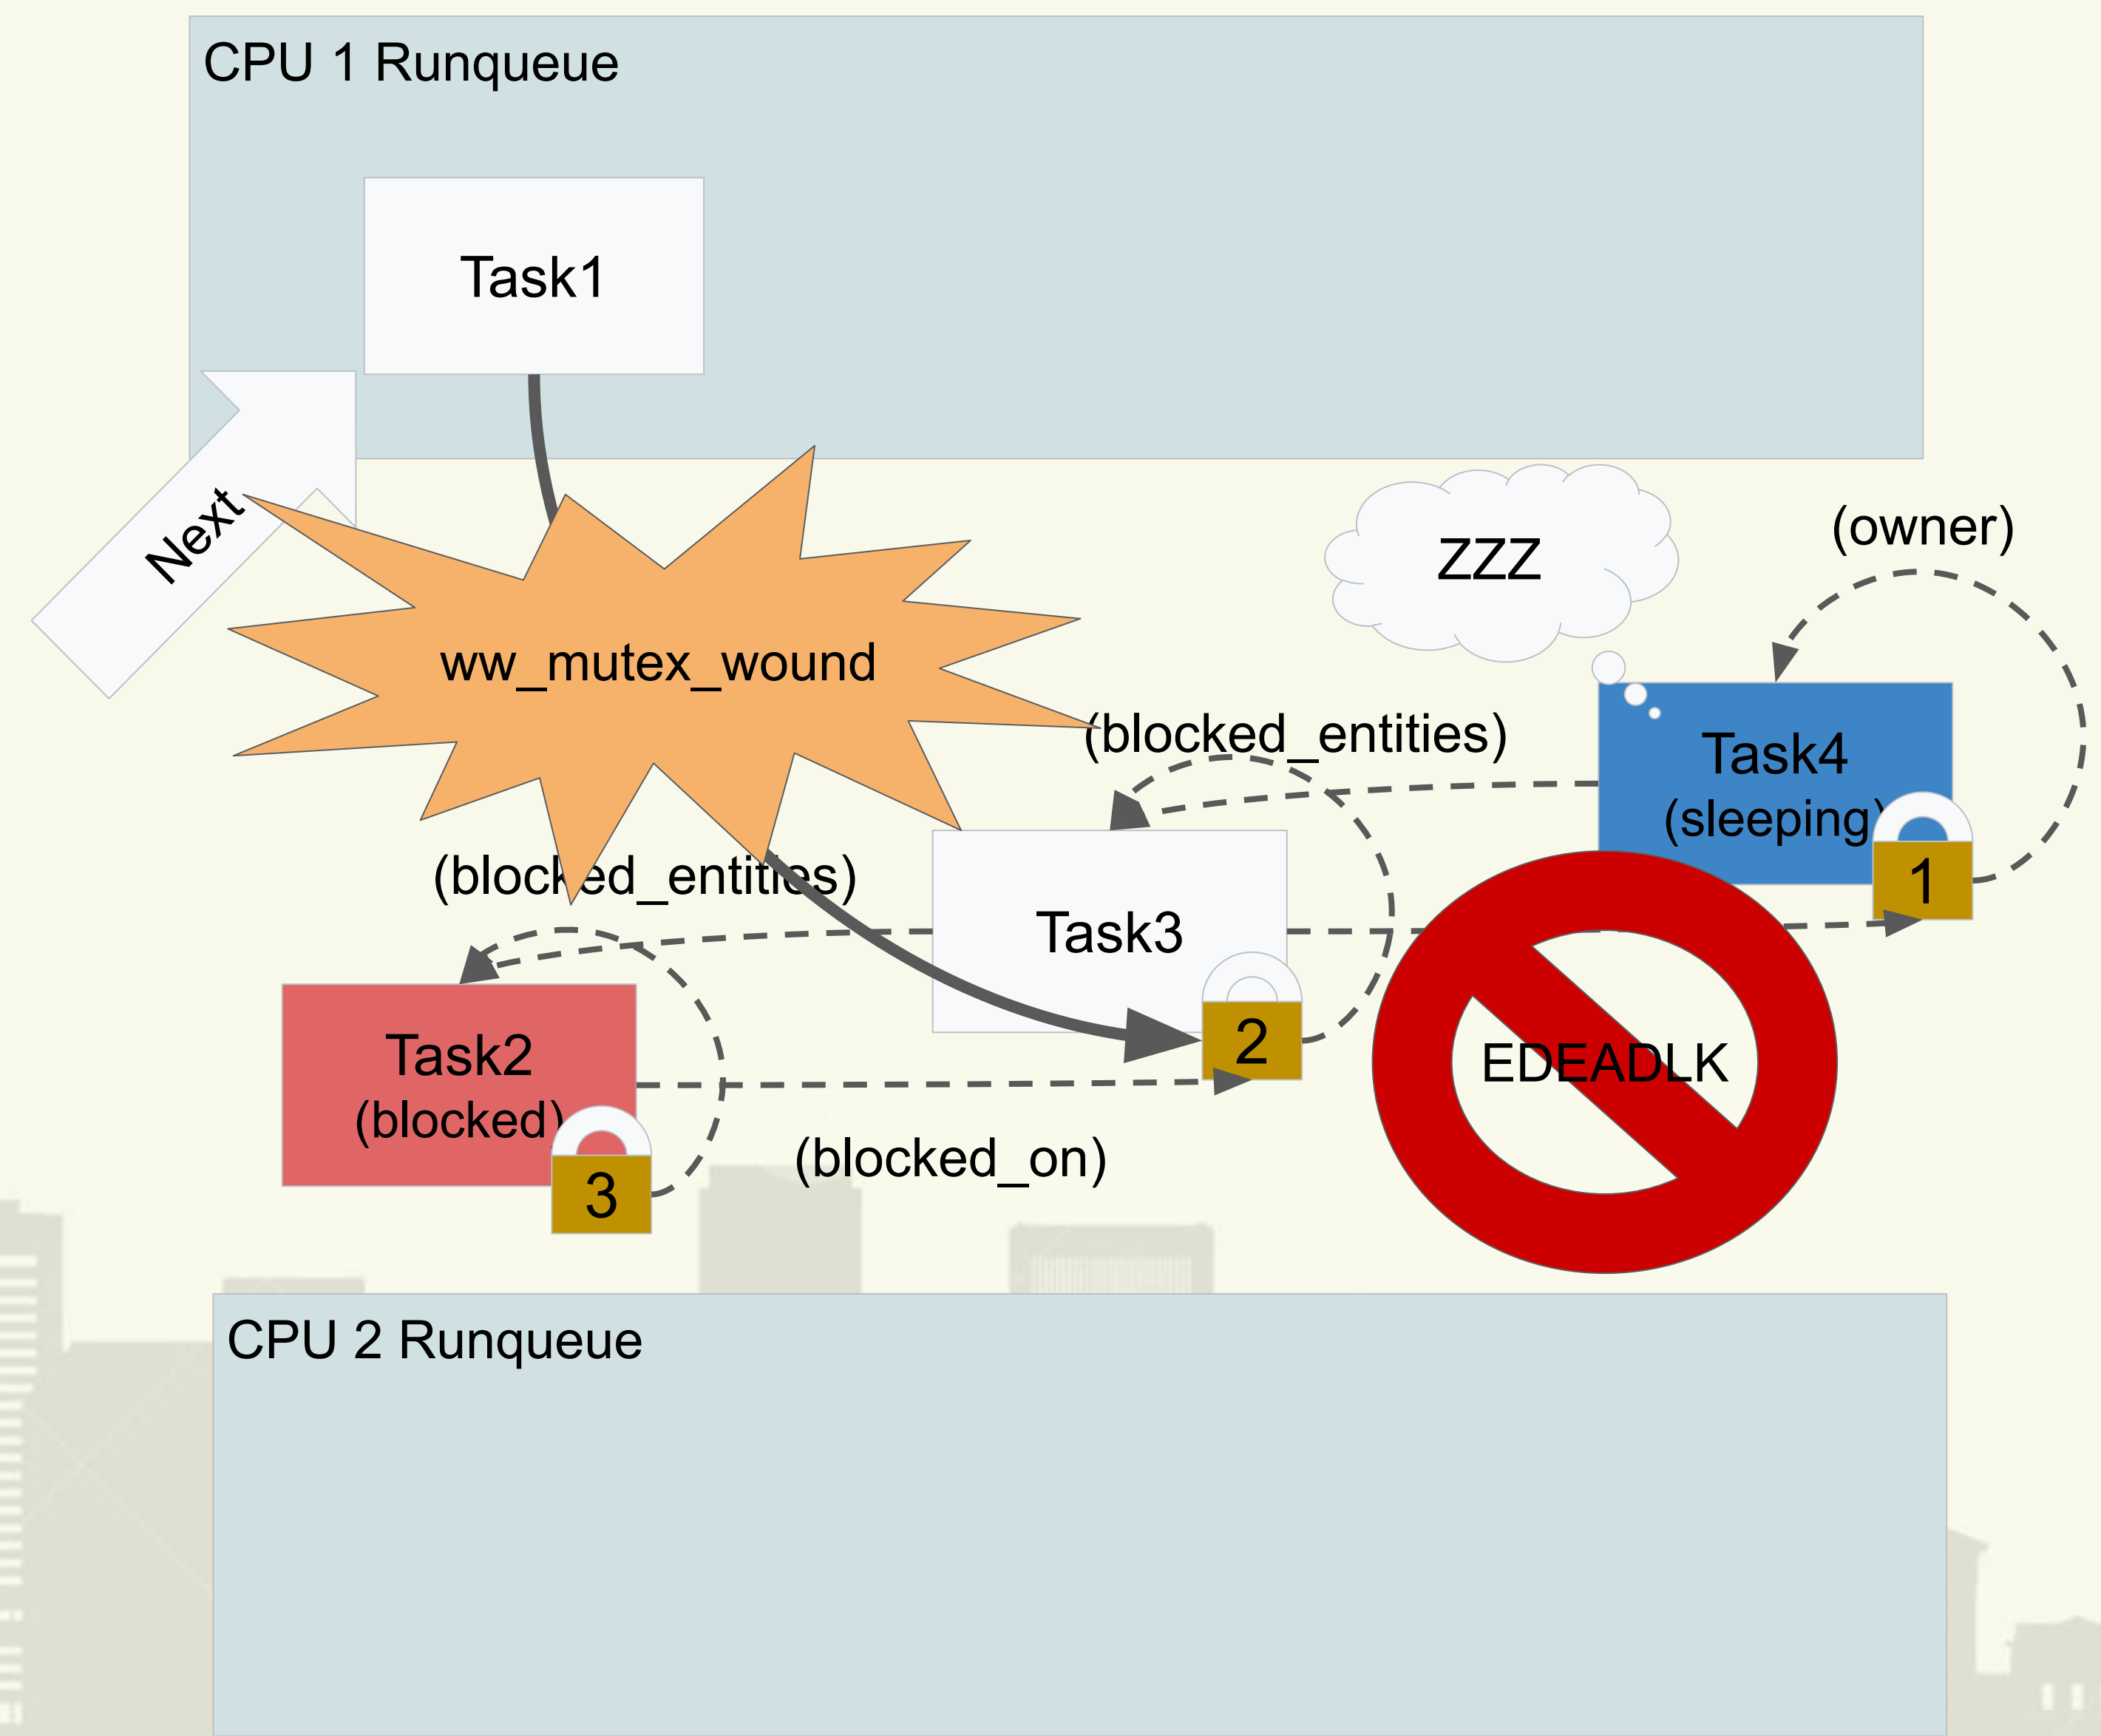 CPU 1 Runqueue
Task1
Next
zzz
(owner)
ww_mutex_wound
(blocked_entities)
Task4
(sleeping)
1
(blocked_entities)
Task3
2
Task2
(blocked)
3
EDEADLK
(blocked_on)
CPU 2 Runqueue